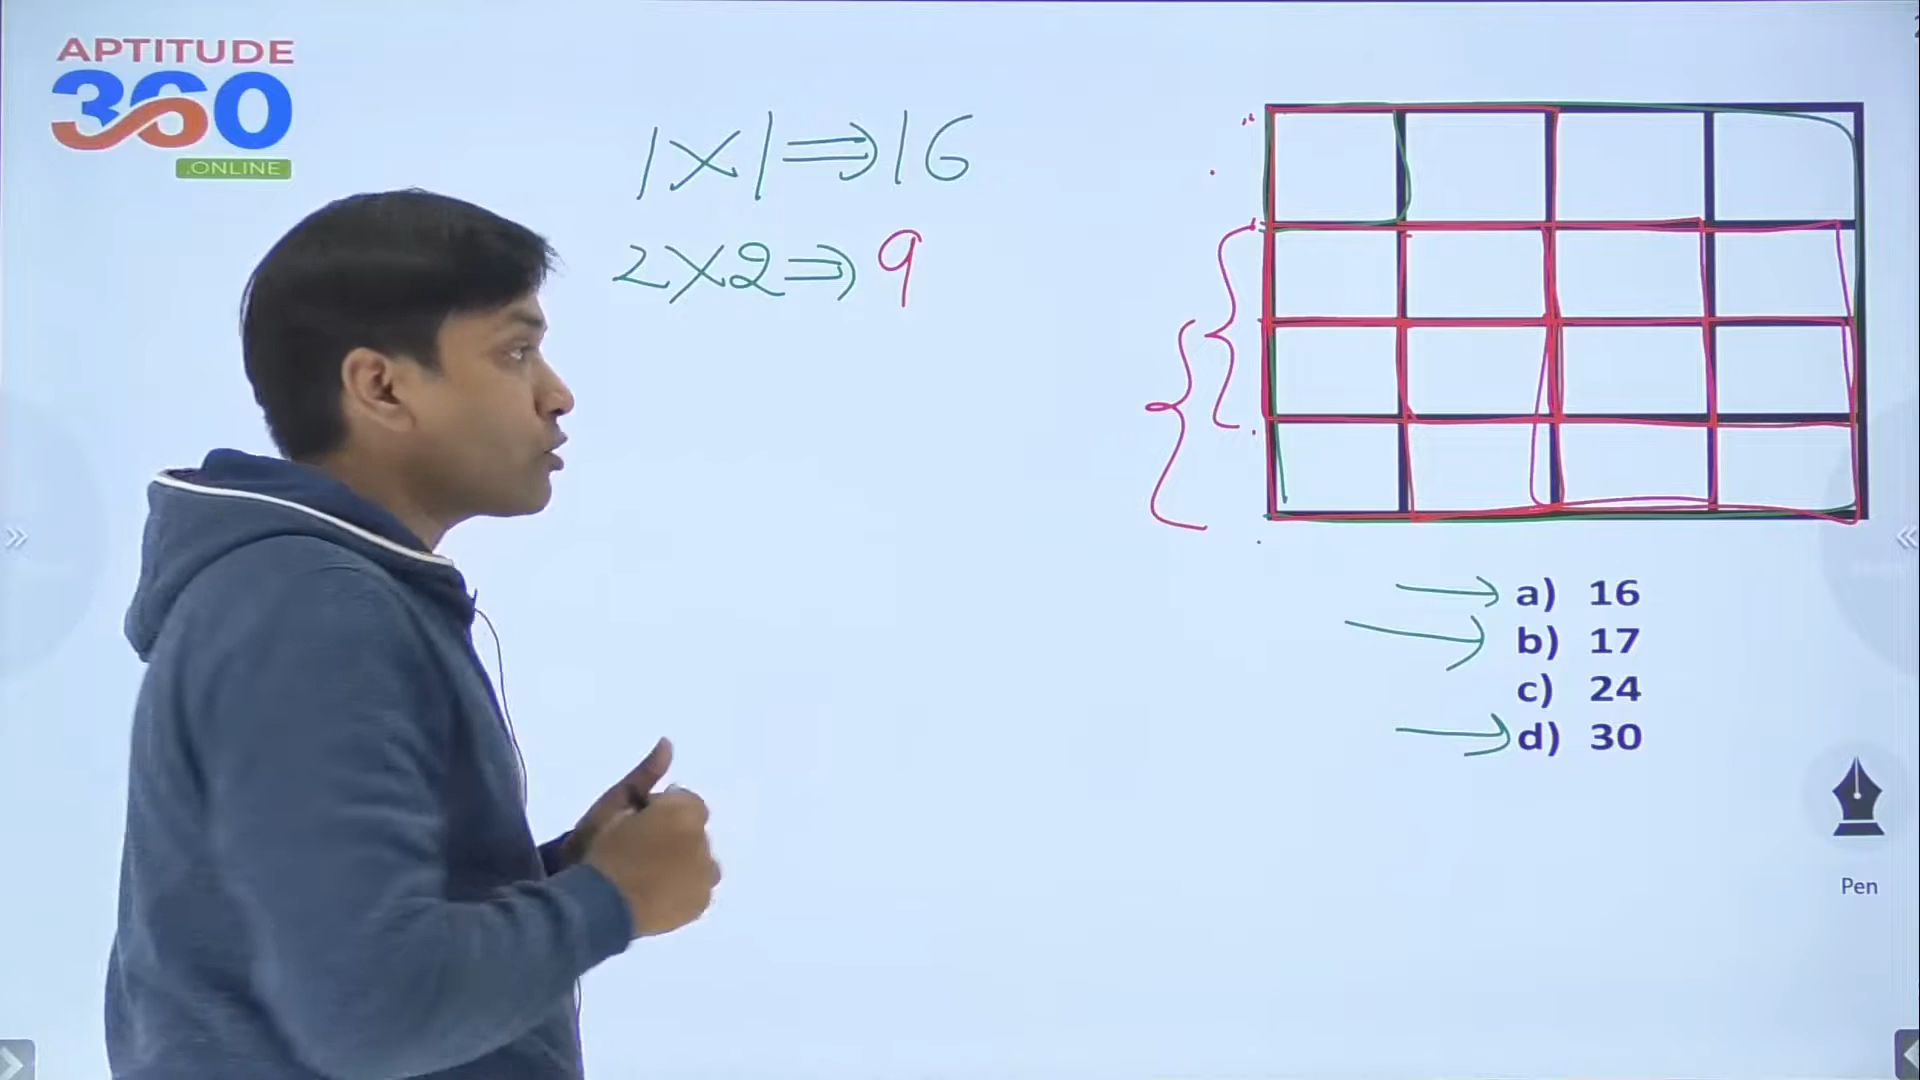 APTITUDE
360
.ONLINE
1×1⇒16
2×2⇒9
a) 16
b) 17
c) 24
d) 30
Pen